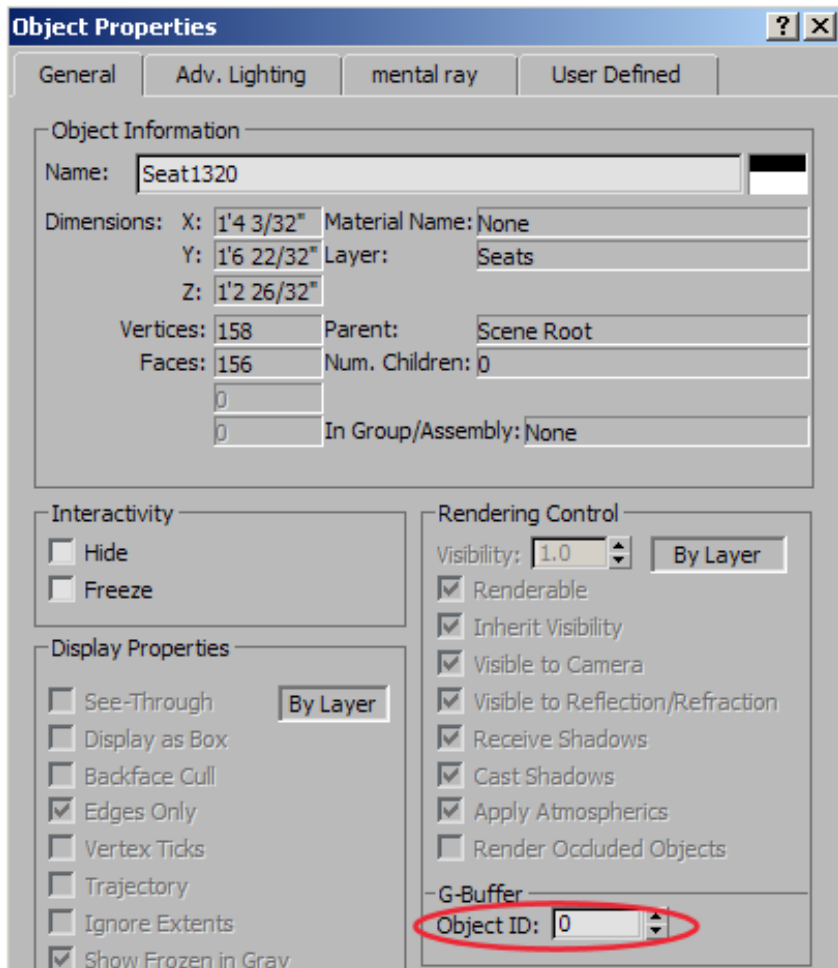 Object Properties
General Adv. Lighting mental ray User Defined
Object Information
Name: Seat1320
Dimensions: X: 1'4 3/32" Material Name: None
Y: 1'6 22/32" Layer: Seats
Z: 1'2 26/32"
Vertices: 158 Parent: Scene Root
Faces: 156 Num. Children: 0
0
0 In Group/Assembly: None
Interactivity
Hide
Freeze
Rendering Control
Visibility: 1.0 By Layer
Renderable
Inherit Visibility
Visible to Camera
Visible to Reflection/Refraction
Receive Shadows
Cast Shadows
Apply Atmospherics
Render Occluded Objects
Display Properties
See-Through By Layer
Display as Box
Backface Cull
Edges Only
Vertex Ticks
Trajectory
Ignore Extents
Show Frozen in Gray
G-Buffer
Object ID: 0